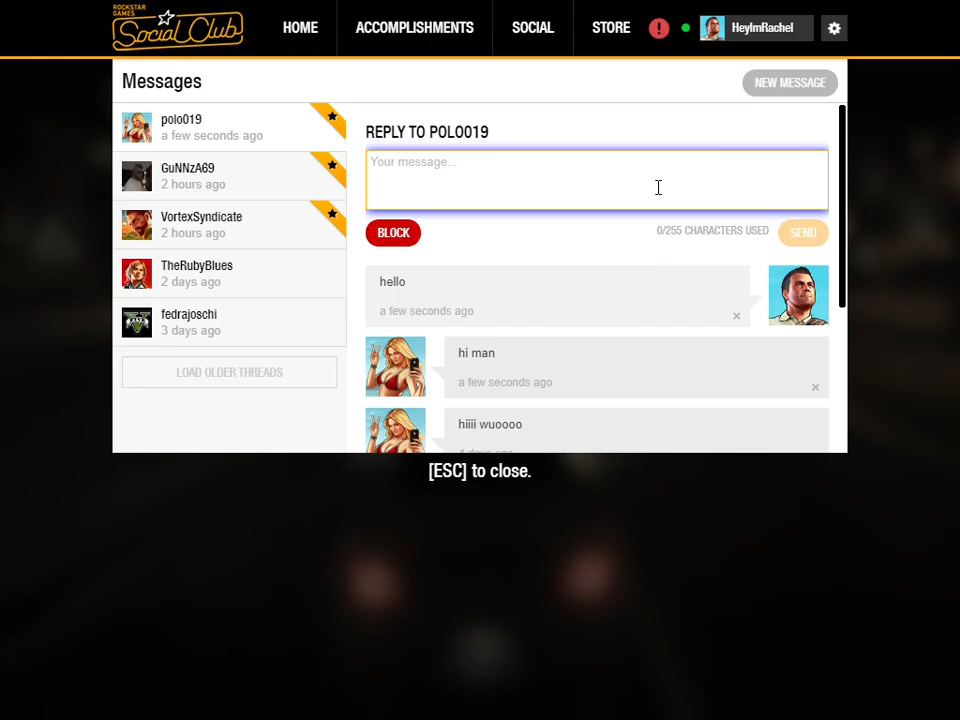 ROCKSTAR
GAMES
Social Club
HOME
ACCOMPLISHMENTS
SOCIAL
STORE
HeyImRachel
Messages
NEW MESSAGE
polo019
a few seconds ago
GuNNzA69
2 hours ago
VortexSyndicate
2 hours ago
TheRubyBlues
2 days ago
fedrajoschi
3 days ago
LOAD OLDER THREADS
REPLY TO POLO019
Your message...
BLOCK
0/255 CHARACTERS USED
SEND
hello
a few seconds ago
hi man
a few seconds ago
hiiii wuoooo
4 days ago
[ESC] to close.